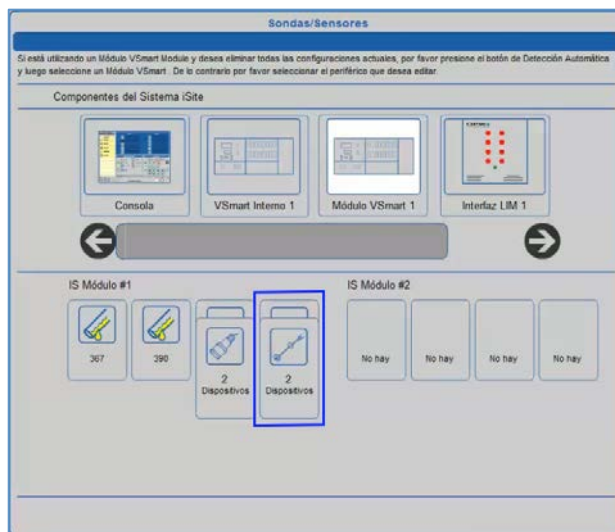 Sondas/Sensores
Si está utilizando un Módulo VSmart Module y desea eliminar todas las configuraciones actuales, por favor presione el botón de Detección Automática
y luego seleccione un Módulo VSmart . De lo contrario por favor seleccionar el periférico que desea editar.
Componentes del Sistema iSite
Consola
VSmart Interno 1
Módulo VSmart 1
Interfaz LIM 1
IS Módulo #1
IS Módulo #2
367
390
2
Dispositivos
2
Dispositivos
No hay
No hay
No hay
No hay